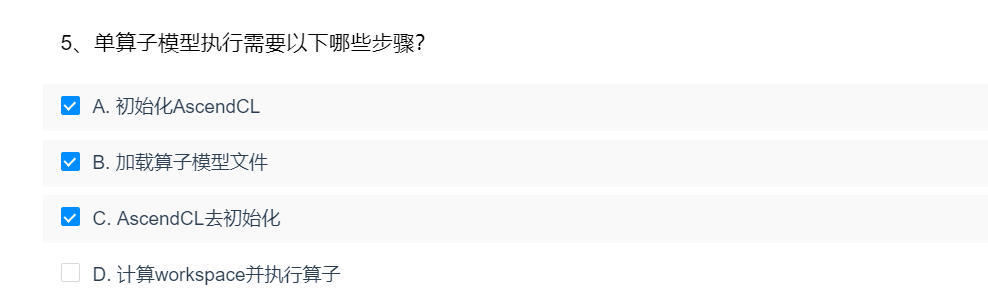 5、单算子模型执行需要以下哪些步骤?
A. 初始化AscendCL
B. 加载算子模型文件
C. AscendCL去初始化
D. 计算workspace并执行算子